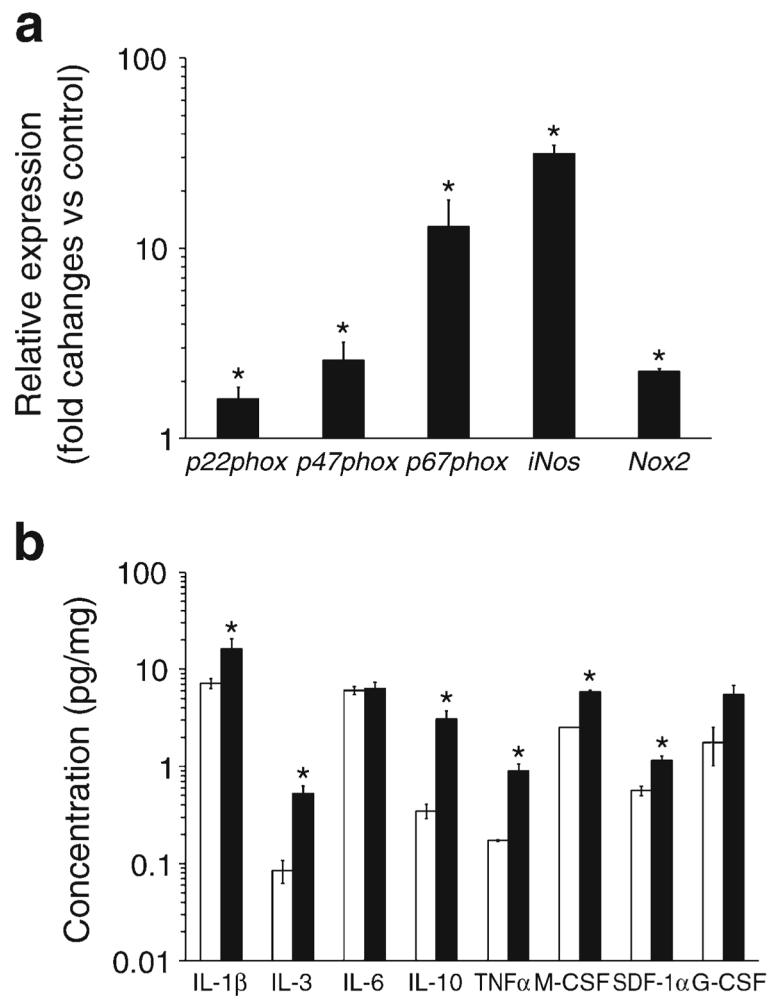 a
Relative expression
(fold cahanges vs control)
100
10
1
*
*
*
*
*
p22phox p47phox p67phox iNos Nox2
b
Concentration (pg/mg)
100
10
1
0.1
0.01
*
*
*
*
*
*
IL-1β IL-3 IL-6 IL-10 TNFα M-CSF SDF-1α G-CSF